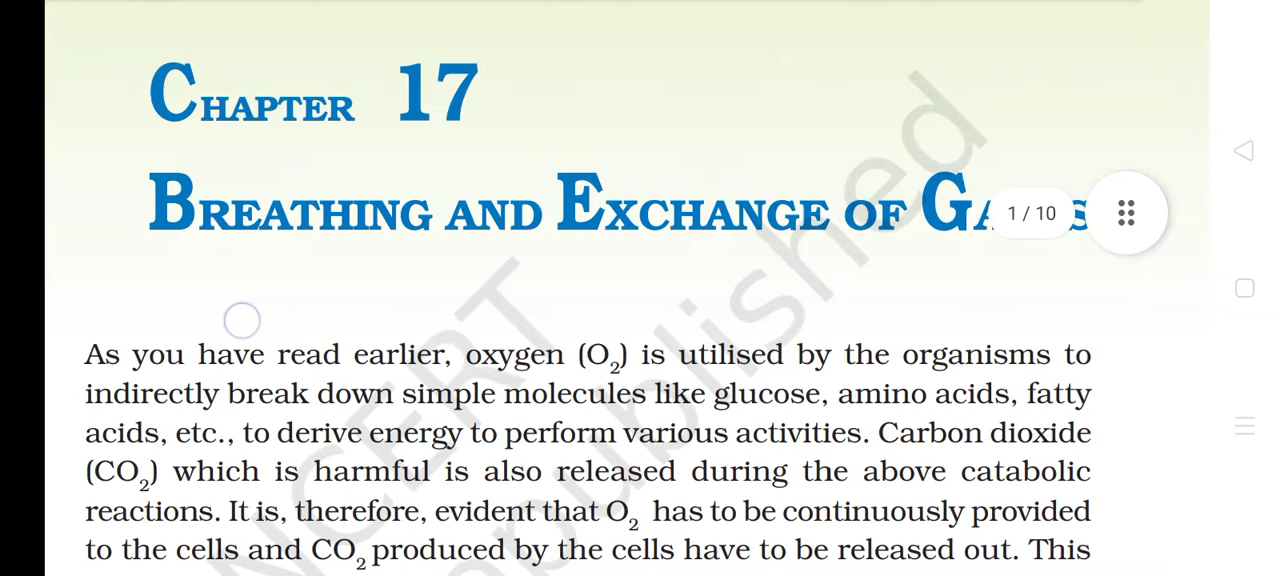 CHAPTER 17
BREATHING AND EXCHANGE OF
1 / 10
As you have read earlier, oxygen (O₂) is utilised by the organisms to
indirectly break down simple molecules like glucose, amino acids, fatty
acids, etc., to derive energy to perform various activities. Carbon dioxide
(CO₂) which is harmful is also released during the above catabolic
reactions. It is, therefore, evident that O₂ has to be continuously provided
to the cells and CO₂ produced by the cells have to be released out. This
NCERT
republished